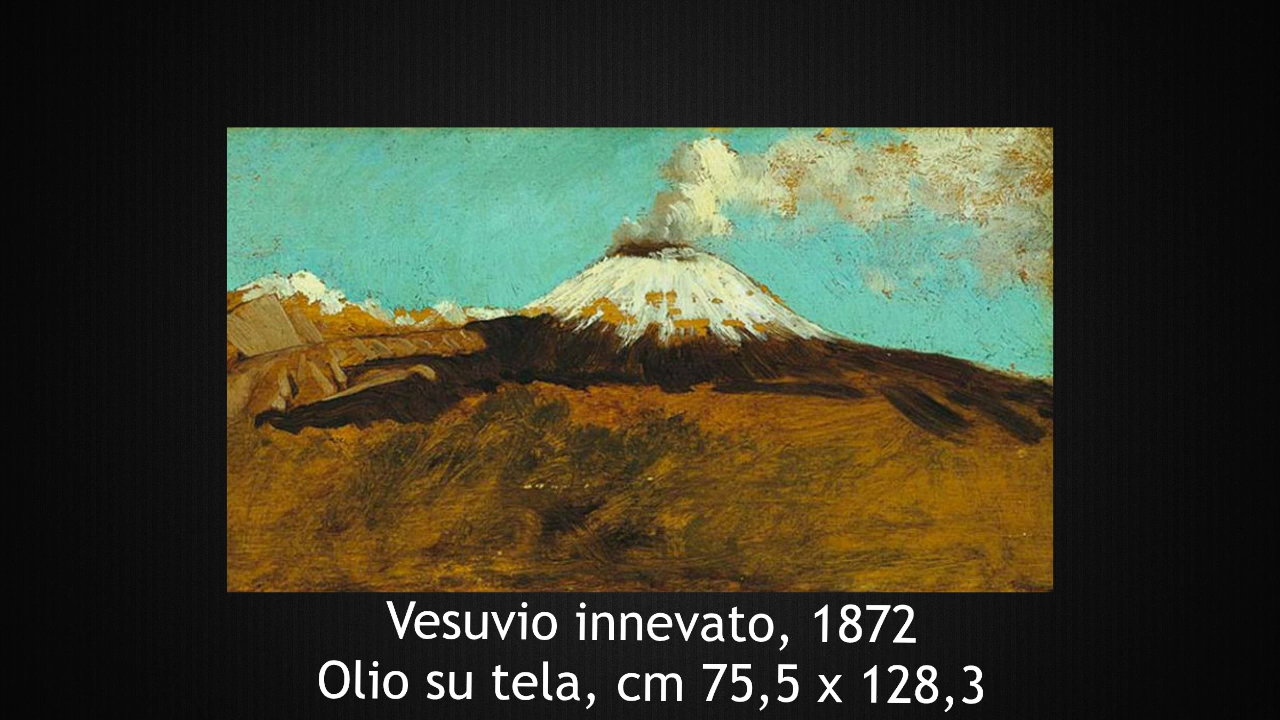 Vesuvio innevato, 1872
Olio su tela, cm 75,5 x 128,3